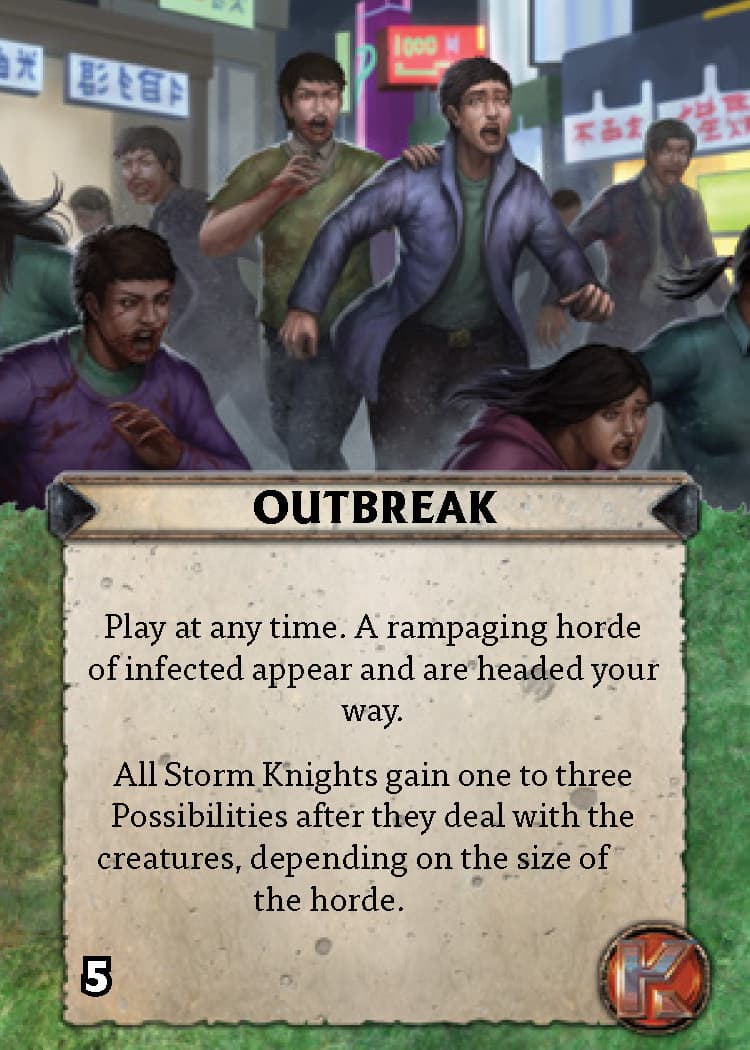 1000
OUTBREAK
Play at any time. A rampaging horde
of infected appear and are headed your
way.
All Storm Knights gain one to three
Possibilities after they deal with the
creatures, depending on the size of
the horde.
5
K